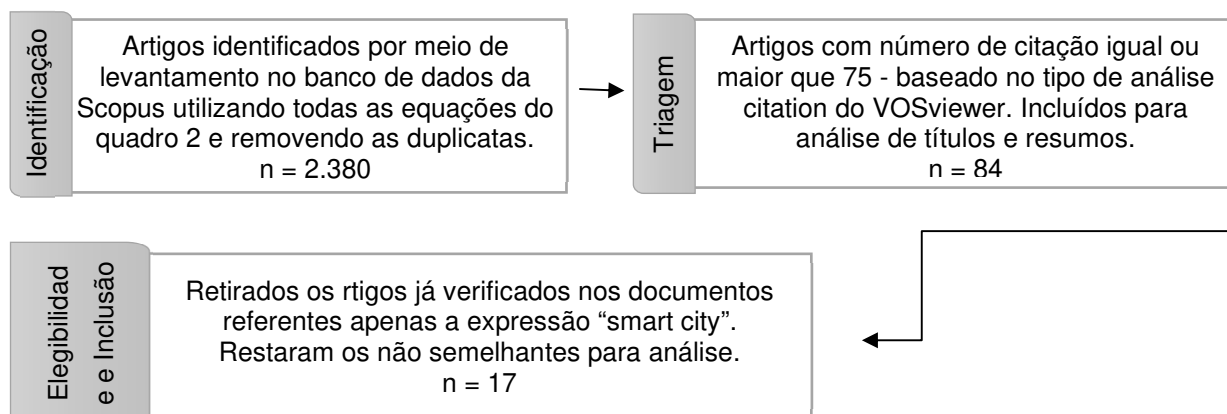 Identificação
Artigos identificados por meio de
levantamento no banco de dados da
Scopus utilizando todas as equações do
quadro 2 e removendo as duplicatas.
n = 2.380
Triagem
Artigos com número de citação igual ou
maior que 75 - baseado no tipo de análise
citation do VOSviewer. Incluídos para
análise de títulos e resumos.
n = 84
Elegibilidad
e e Inclusão
Retirados os rtigos já verificados nos documentos
referentes apenas a expressão “smart city”.
Restaram os não semelhantes para análise.
n = 17